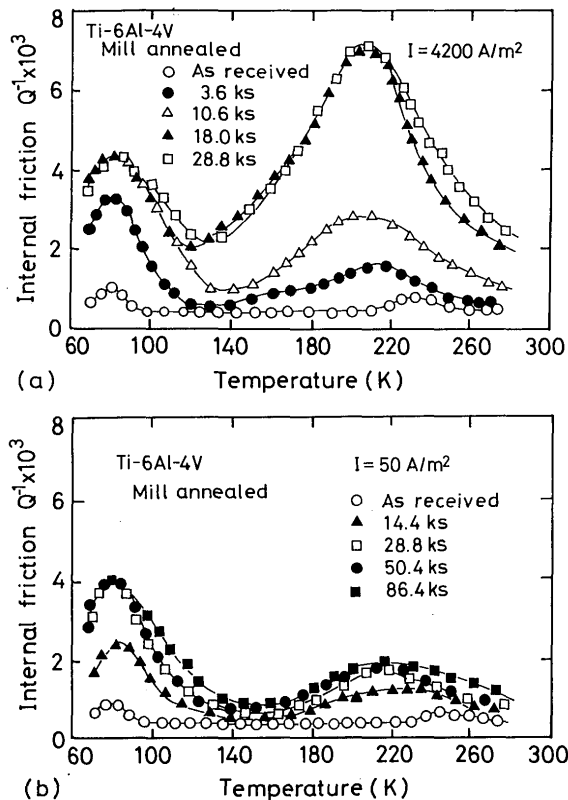 Ti-6Al-4V
Mill annealed
I = 4200 A/m²
As received
3.6 ks
10.6 ks
18.0 ks
28.8 ks
Internal friction Q⁻¹x10³
8
6
4
2
0
60 100 140 180 220 260 300
(a) Temperature (K)
Ti-6Al-4V
Mill annealed
I = 50 A/m²
As received
14.4 ks
28.8 ks
50.4 ks
86.4 ks
Internal friction Q⁻¹x10³
8
6
4
2
0
60 100 140 180 220 260 300
(b) Temperature (K)